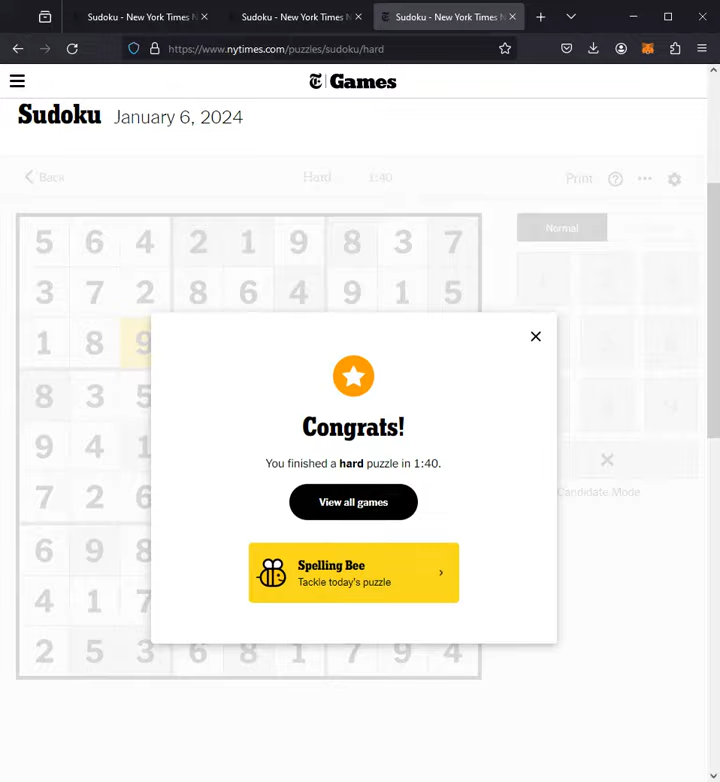 Sudoku - New York Times N
Sudoku - New York Times N
Sudoku - New York Times N
https://www.nytimes.com/puzzles/sudoku/hard
Games
Sudoku January 6, 2024
Back
Hard
1:40
Print
5 6 4 2 1 9 8 3 7
Normal
3 7 2 8 6 4 9 1 5
1 8 9
8 3 5
9 4 1
7 2 6
6 9 8
4 1 7
2 5 3 6 8 1 7 9 4
Congrats!
You finished a hard puzzle in 1:40.
View all games
Spelling Bee
Tackle today's puzzle
Candidate Mode